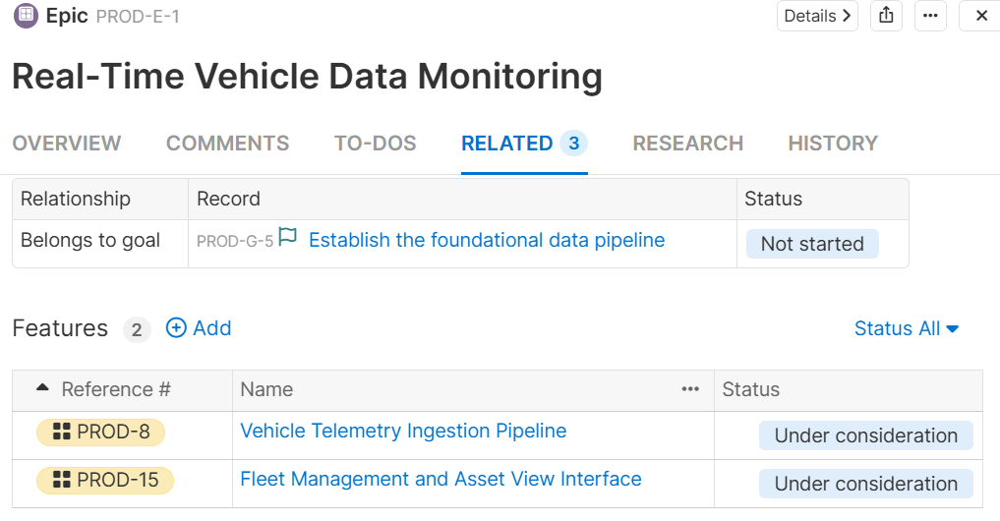 Epic PROD-E-1 Details
Real-Time Vehicle Data Monitoring
OVERVIEW COMMENTS TO-DOS RELATED 3 RESEARCH HISTORY
Relationship Record Status
Belongs to goal PROD-G-5 Establish the foundational data pipeline Not started
Features 2 Add Status All
Reference # Name Status
PROD-8 Vehicle Telemetry Ingestion Pipeline Under consideration
PROD-15 Fleet Management and Asset View Interface Under consideration